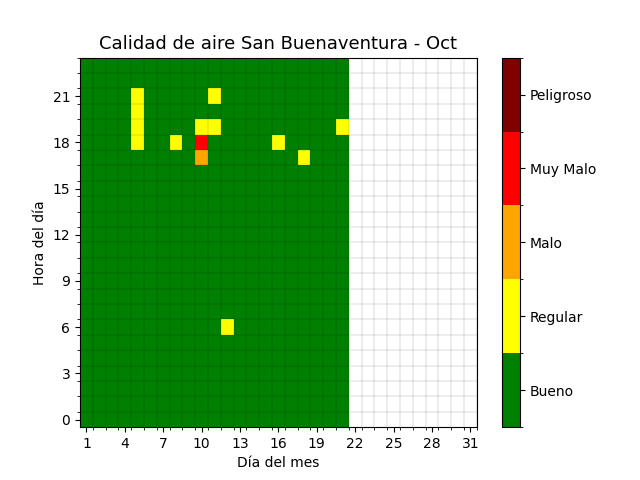 Calidad de aire San Buenaventura - Oct
Hora del día
21
18
15
12
9
6
3
0
1 4 7 10 13 16 19 22 25 28 31
Día del mes
Peligroso
Muy Malo
Malo
Regular
Bueno